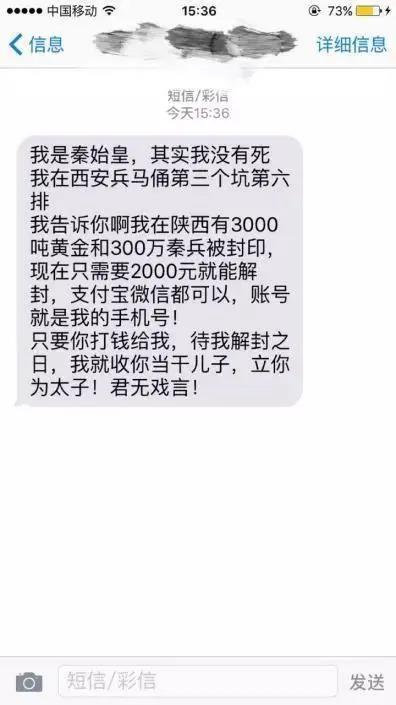 中国移动
15:36
73%
信息
详细信息
短信/彩信
今天15:36
我是秦始皇，其实我没有死
我在西安兵马俑第三个坑第六
排
我告诉你啊我在陕西有3000
吨黄金和300万秦兵被封印，
现在只需要2000元就能解
封，支付宝微信都可以，账号
就是我的手机号！
只要你打钱给我，待我解封之
日，我就收你当干儿子，立你
为太子！君无戏言！
短信/彩信
发送